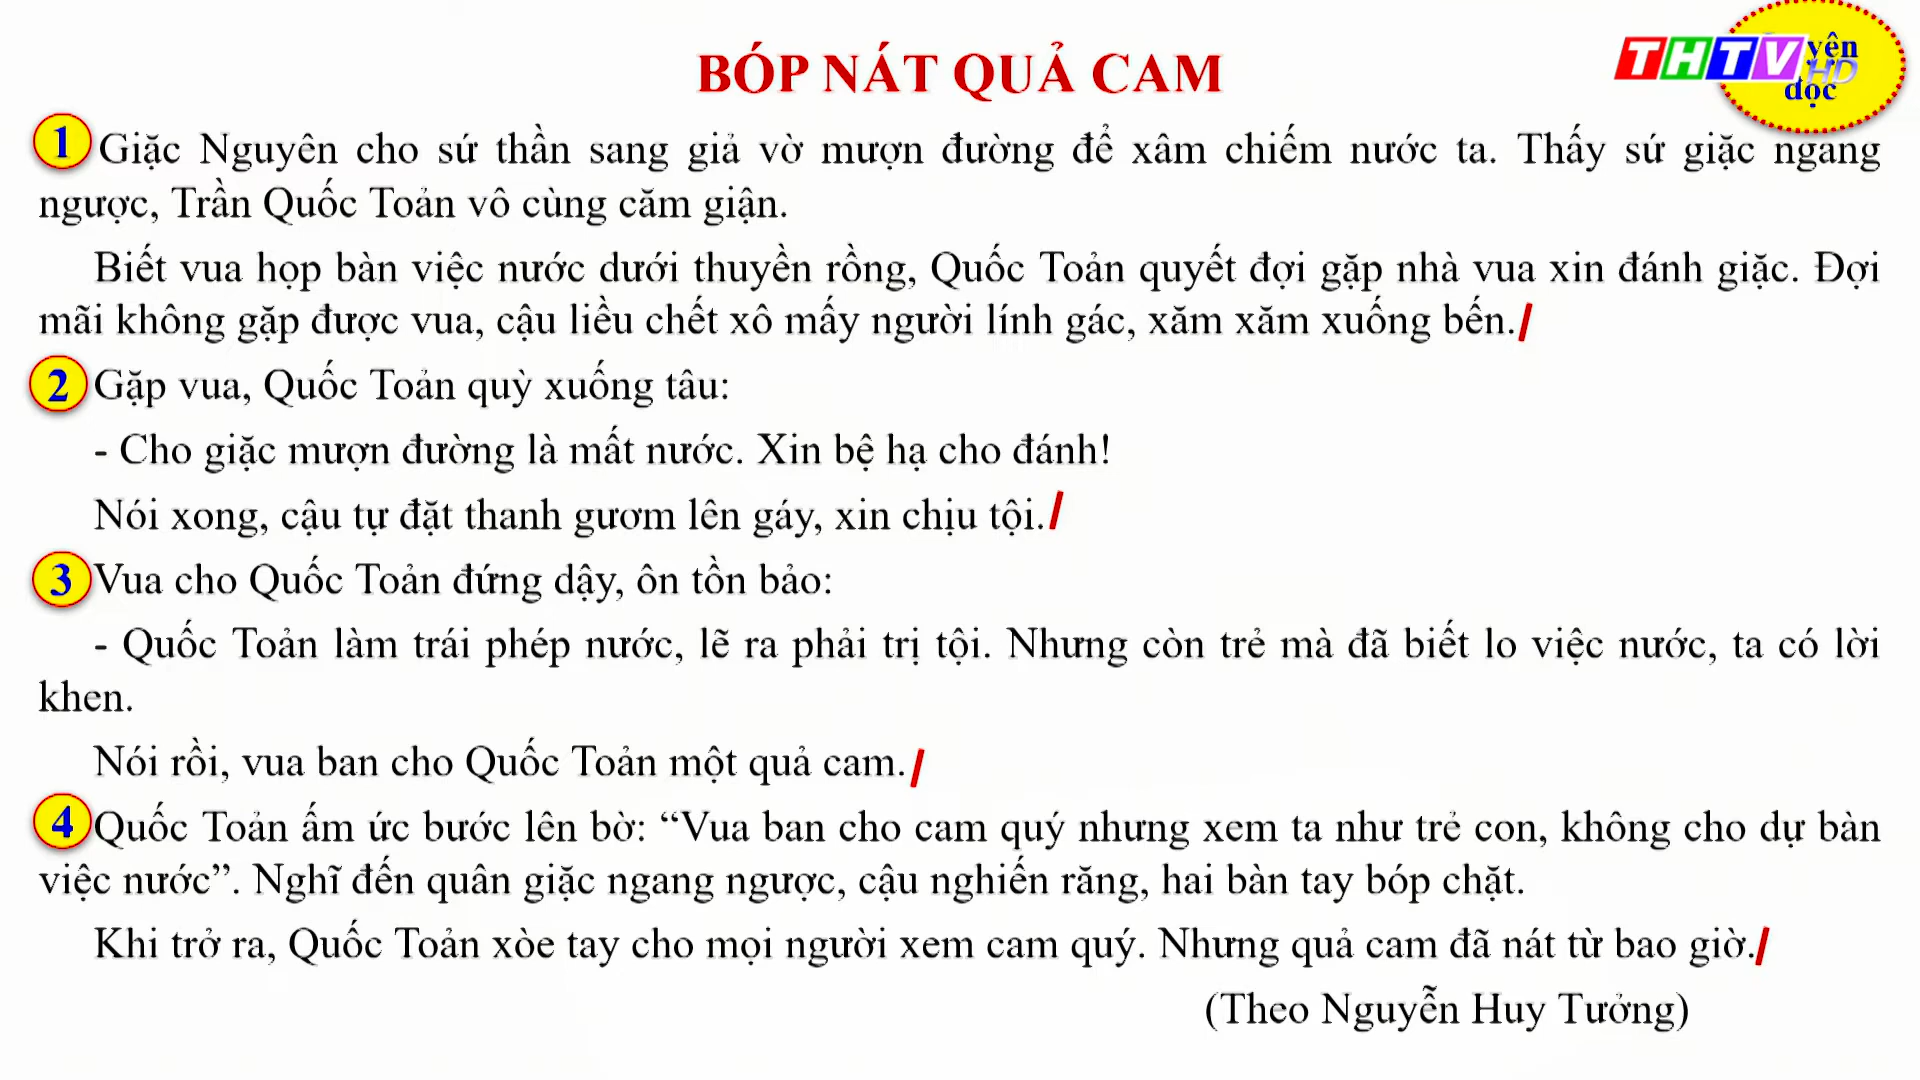 THTV HD
yên
đọc
BÓP NÁT QUẢ CAM
1 Giặc Nguyên cho sứ thần sang giả vờ mượn đường để xâm chiếm nước ta. Thấy sứ giặc ngang
ngược, Trần Quốc Toản vô cùng căm giận.
Biết vua họp bàn việc nước dưới thuyền rồng, Quốc Toản quyết đợi gặp nhà vua xin đánh giặc. Đợi
mãi không gặp được vua, cậu liều chết xô mấy người lính gác, xăm xăm xuống bến./
2 Gặp vua, Quốc Toản quỳ xuống tâu:
- Cho giặc mượn đường là mất nước. Xin bệ hạ cho đánh!
Nói xong, cậu tự đặt thanh gươm lên gáy, xin chịu tội./
3 Vua cho Quốc Toản đứng dậy, ôn tồn bảo:
- Quốc Toản làm trái phép nước, lẽ ra phải trị tội. Nhưng còn trẻ mà đã biết lo việc nước, ta có lời
khen.
Nói rồi, vua ban cho Quốc Toản một quả cam./
4 Quốc Toản ấm ức bước lên bờ: “Vua ban cho cam quý nhưng xem ta như trẻ con, không cho dự bàn
việc nước”. Nghĩ đến quân giặc ngang ngược, cậu nghiến răng, hai bàn tay bóp chặt.
Khi trở ra, Quốc Toản xòe tay cho mọi người xem cam quý. Nhưng quả cam đã nát từ bao giờ./
(Theo Nguyễn Huy Tưởng)